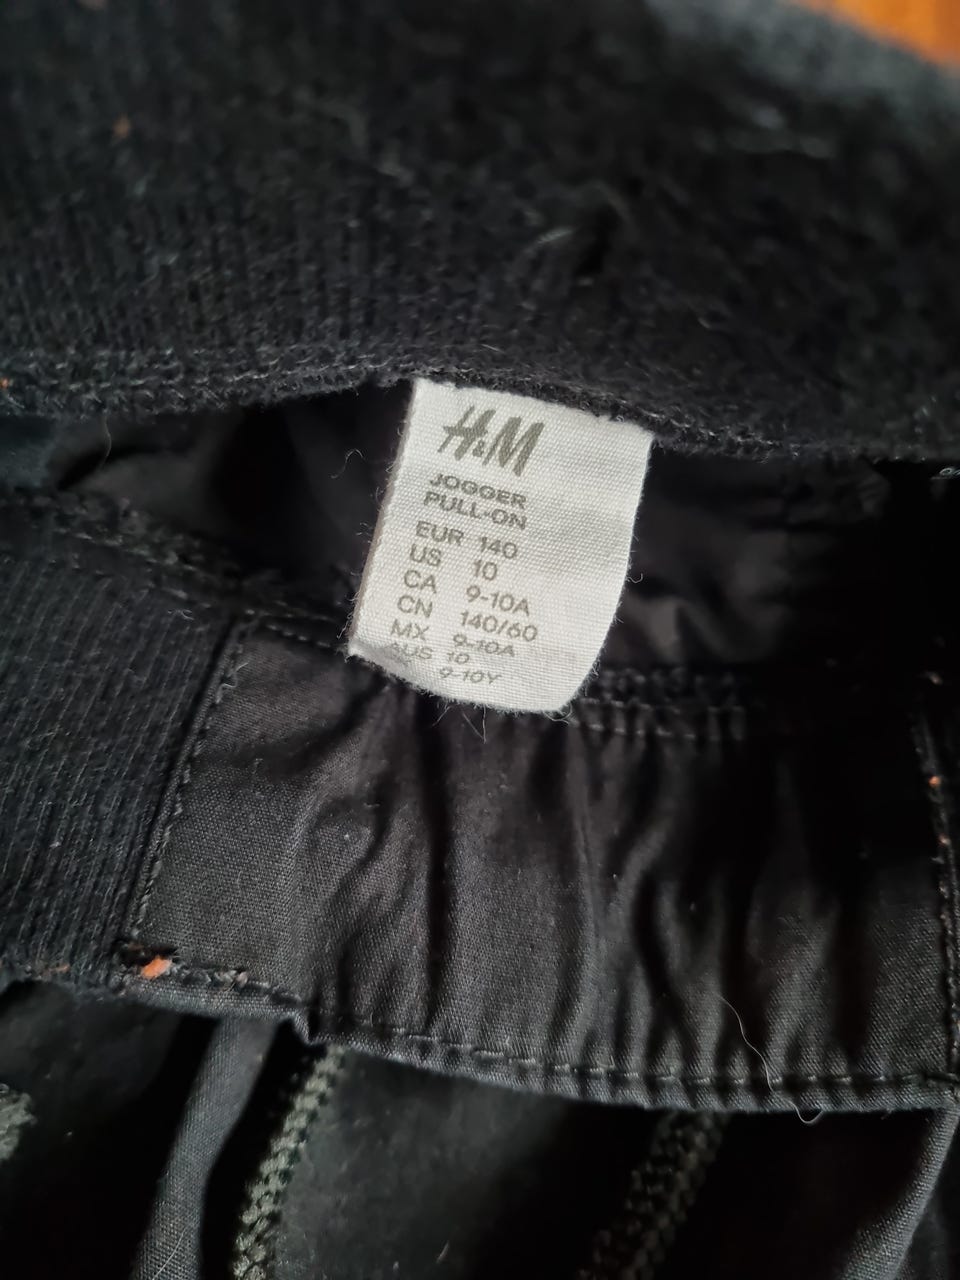 H&M
JOGGER
PULL-ON
EUR 140
US 10
CA 9-10A
CN 140/60
MX 9-10A
AUS 10
9-10Y